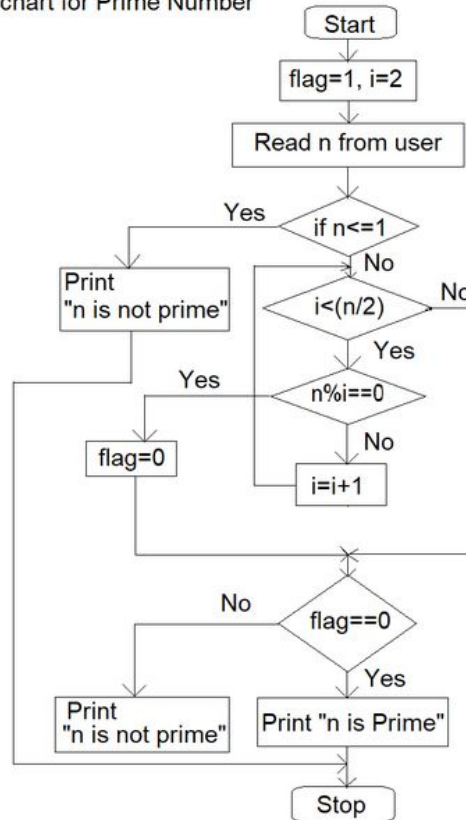 chart for Prime Number
Start
flag=1, i=2
Read n from user
Yes
if n<=1
No
Print
"n is not prime"
i<(n/2)
No
Yes
Yes
n%i==0
No
flag=0
i=i+1
No
flag==0
Yes
Print
"n is not prime"
Print "n is Prime"
Stop